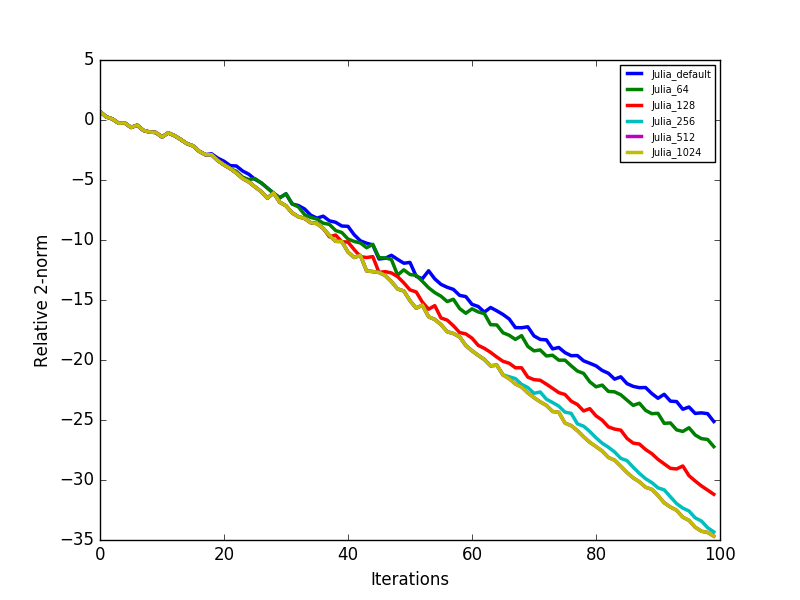 5
0
−5
−10
−15
−20
−25
−30
−35
Relative 2-norm
0 20 40 60 80 100
Iterations
Julia_default
Julia_64
Julia_128
Julia_256
Julia_512
Julia_1024